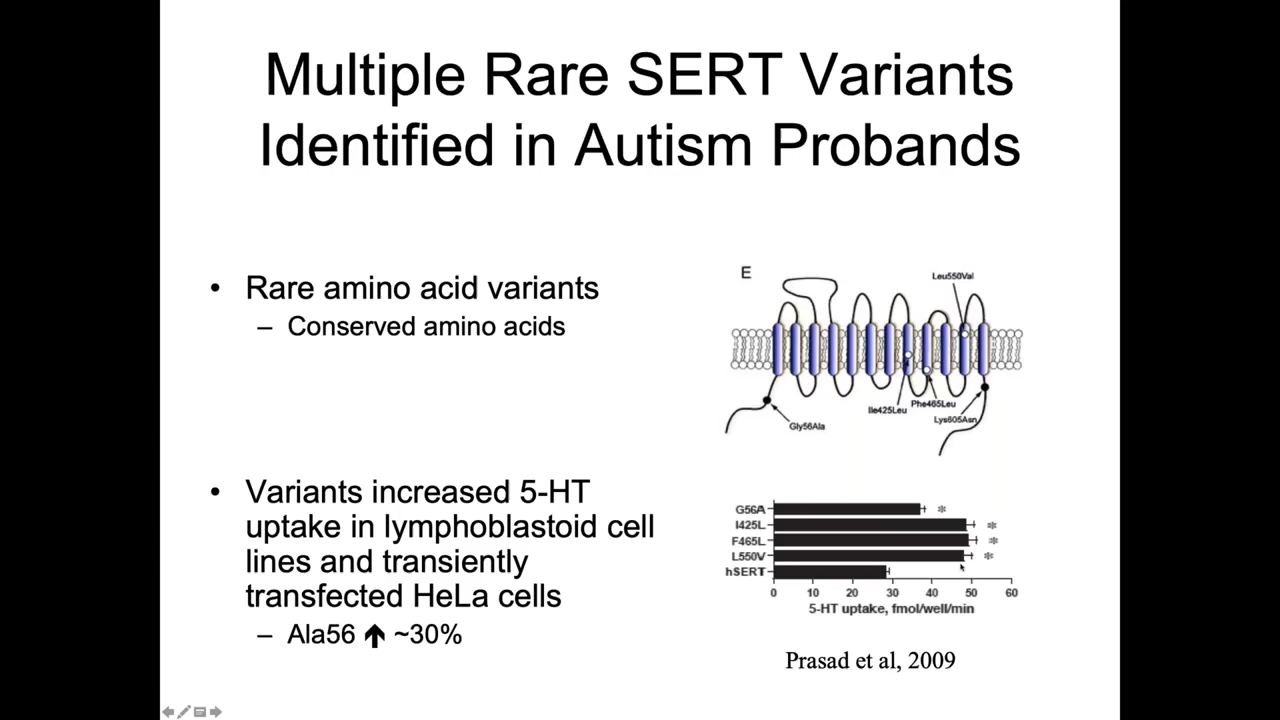 Multiple Rare SERT Variants
Identified in Autism Probands
• Rare amino acid variants
– Conserved amino acids
• Variants increased 5-HT
uptake in lymphoblastoid cell
lines and transiently
transfected HeLa cells
– Ala56 ↑ ~30%
E
Leu550Val
Ile425Leu
Phe465Leu
Lys605Asn
Gly56Ala
G56A *
I425L *
F465L *
L550V *
hSERT
0 10 20 30 40 50 60
5-HT uptake, fmol/well/min
Prasad et al, 2009